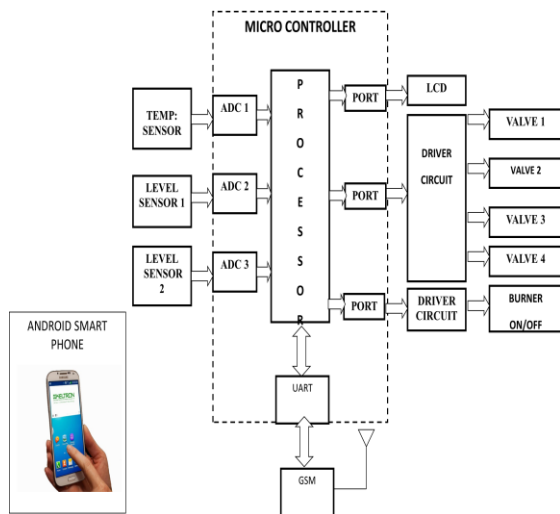 MICRO CONTROLLER
TEMP:
SENSOR
ADC 1
LEVEL
SENSOR 1
ADC 2
LEVEL
SENSOR
2
ADC 3
P
R
O
C
E
S
S
O
R
PORT
PORT
PORT
LCD
DRIVER
CIRCUIT
VALVE 1
VALVE 2
VALVE 3
VALVE 4
DRIVER
CIRCUIT
BURNER
ON/OFF
UART
GSM
ANDROID SMART
PHONE